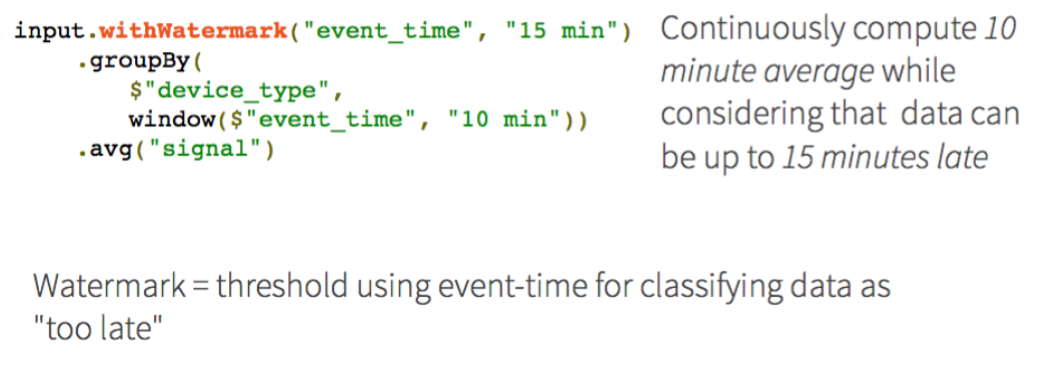 input.withWatermark("event_time", "15 min")
.groupBy(
$"device_type",
window($"event_time", "10 min"))
.avg("signal")
Continuously compute 10
minute average while
considering that data can
be up to 15 minutes late
Watermark = threshold using event-time for classifying data as
"too late"